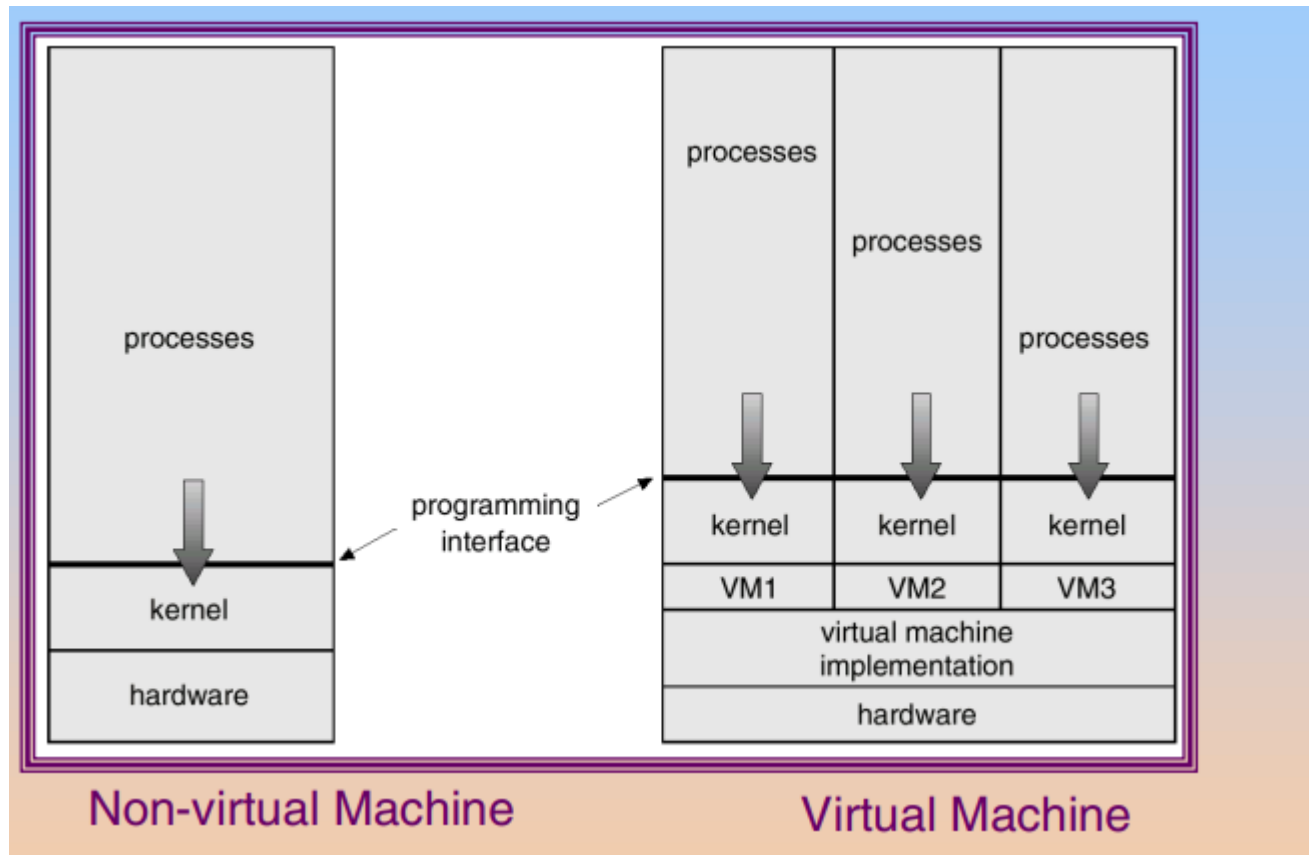 processes
kernel
hardware
programming
interface
processes
processes
processes
kernel
kernel
kernel
VM1
VM2
VM3
virtual machine
implementation
hardware
Non-virtual Machine
Virtual Machine